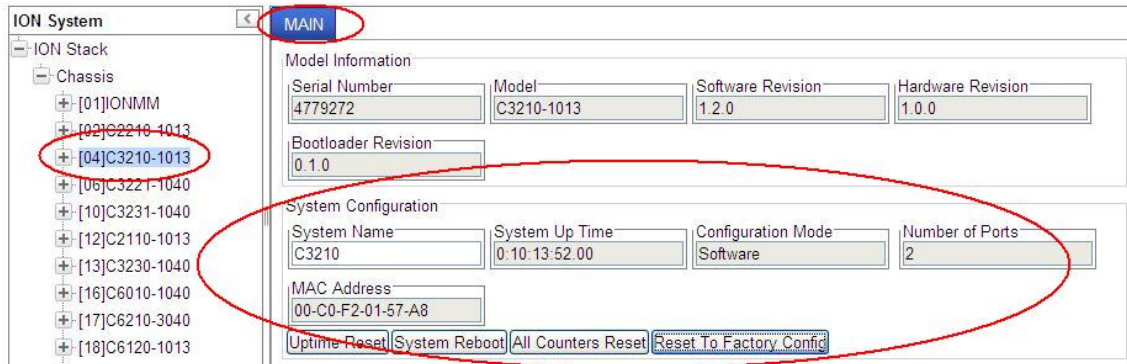 ION System
MAIN
ION Stack
Chassis
[01]IONMM
[02]C2210-1013
[04]C3210-1013
[06]C3221-1040
[10]C3231-1040
[12]C2110-1013
[13]C3230-1040
[16]C6010-1040
[17]C6210-3040
[18]C6120-1013
Model Information
Serial Number Model Software Revision Hardware Revision
4779272 C3210-1013 1.2.0 1.0.0
Bootloader Revision
0.1.0
System Configuration
System Name System Up Time Configuration Mode Number of Ports
C3210 0:10:13:52.00 Software 2
MAC Address
00-C0-F2-01-57-A8
Uptime Reset System Reboot All Counters Reset Reset To Factory Config